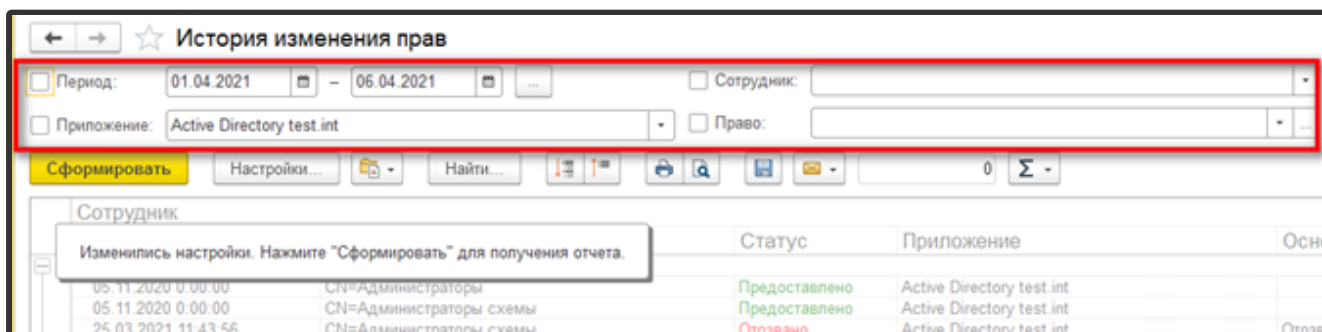 История изменения прав
Период: 01.04.2021 – 06.04.2021 ... Сотрудник:
Приложение: Active Directory test.int Право: ...
Сформировать Настройки... Найти... 0 Σ
Сотрудник
Изменились настройки. Нажмите "Сформировать" для получения отчета.
Статус Приложение Осн
05.11.2020 0:00:00 CN=Администраторы Предоставлено Active Directory test.int
05.11.2020 0:00:00 CN=Администраторы схемы Предоставлено Active Directory test.int
25.03.2021 11:43:56 CN=Администраторы схемы Отозвано Active Directory test.int Отозв